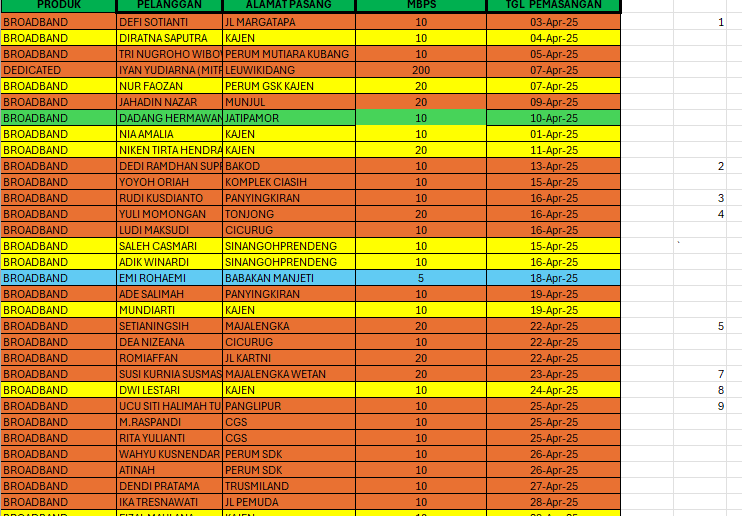 PRODUK PELANGGAN ALAMAT PASANG MBPS TGL PEMASANGAN
BROADBAND DEFI SOTIANTI JL MARGATAPA 10 03-Apr-25 1
BROADBAND DIRATNA SAPUTRA KAJEN 10 04-Apr-25
BROADBAND TRI NUGROHO WIBOV PERUM MUTIARA KUBANG 10 05-Apr-25
DEDICATED IYAN YUDIARNA (MITR LEUWIKIDANG 200 07-Apr-25
BROADBAND NUR FAOZAN PERUM GSK KAJEN 20 07-Apr-25
BROADBAND JAHADIN NAZAR MUNJUL 20 09-Apr-25
BROADBAND DADANG HERMAWAN JATIPAMOR 10 10-Apr-25
BROADBAND NIA AMALIA KAJEN 10 01-Apr-25
BROADBAND NIKEN TIRTA HENDRA KAJEN 20 11-Apr-25
BROADBAND DEDI RAMDHAN SUPR BAKOD 10 13-Apr-25 2
BROADBAND YOYOH ORIAH KOMPLEK CIASIH 10 15-Apr-25
BROADBAND RUDI KUSDIANTO PANYINGKIRAN 10 16-Apr-25 3
BROADBAND YULI MOMONGAN TONJONG 20 16-Apr-25 4
BROADBAND LUDI MAKSUDI CICURUG 10 16-Apr-25
BROADBAND SALEH CASMARI SINANGOHPRENDENG 10 15-Apr-25
BROADBAND ADIK WINARDI SINANGOHPRENDENG 10 16-Apr-25
BROADBAND EMI ROHAEMI BABAKAN MANJETI 5 18-Apr-25
BROADBAND ADE SALIMAH PANYINGKIRAN 10 19-Apr-25
BROADBAND MUNDIARTI KAJEN 10 19-Apr-25
BROADBAND SETIANINGSIH MAJALENGKA 20 22-Apr-25 5
BROADBAND DEA NIZEANA CICURUG 10 22-Apr-25
BROADBAND ROMIAFFAN JL KARTNI 20 22-Apr-25
BROADBAND SUSI KURNIA SUSMAS MAJALENGKA WETAN 20 23-Apr-25 7
BROADBAND DWI LESTARI KAJEN 10 24-Apr-25 8
BROADBAND UCU SITI HALIMAH TU PANGLIPUR 10 25-Apr-25 9
BROADBAND M.RASPANDI CGS 10 25-Apr-25
BROADBAND RITA YULIANTI CGS 10 25-Apr-25
BROADBAND WAHYU KUSNENDAR PERUM SDK 10 26-Apr-25
BROADBAND ATINAH PERUM SDK 10 26-Apr-25
BROADBAND DENDI PRATAMA TRUSMILAND 10 27-Apr-25
BROADBAND IKA TRESNAWATI JL PEMUDA 10 28-Apr-25